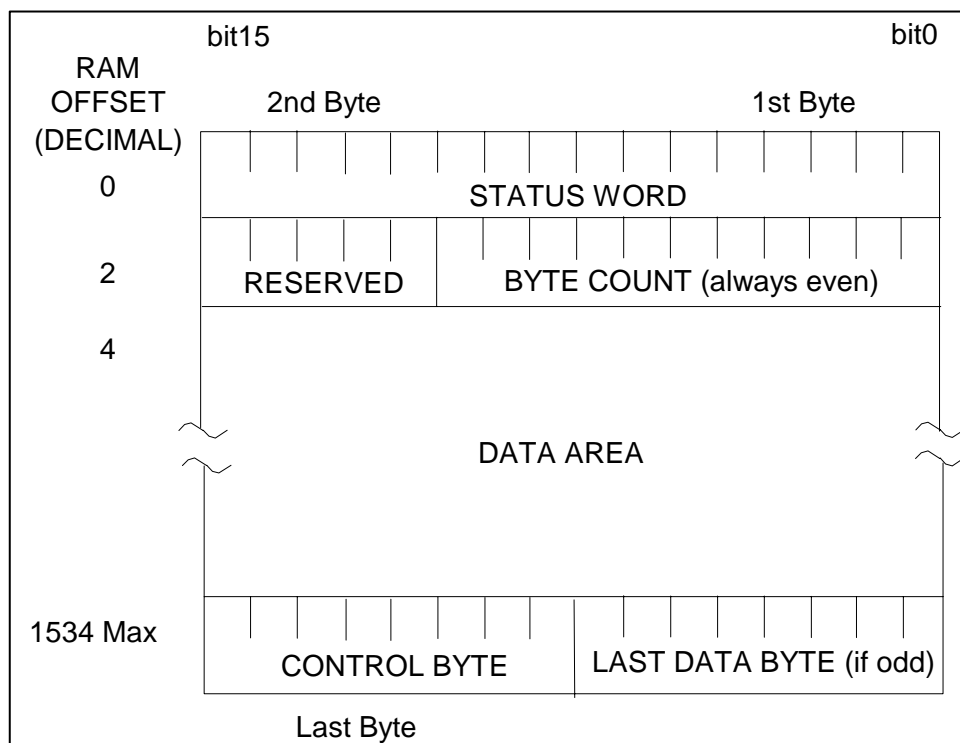 bit15 bit0
RAM
OFFSET
(DECIMAL)
2nd Byte 1st Byte
0
STATUS WORD
2
RESERVED BYTE COUNT (always even)
4
DATA AREA
1534 Max
CONTROL BYTE LAST DATA BYTE (if odd)
Last Byte